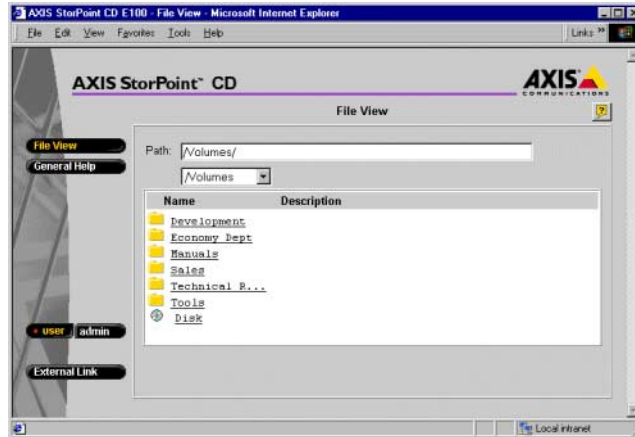 AXIS StorPoint CD E100 - File View - Microsoft Internet Explorer
File Edit View Favorites Tools Help Links »
AXIS StorPoint™ CD
AXIS
COMMUNICATIONS
File View
?
File View
General Help
Path: /Volumes/
/Volumes
Name Description
Development
Economy Dept
Manuals
Sales
Technical R...
Tools
Disk
user admin
External Link
Local intranet